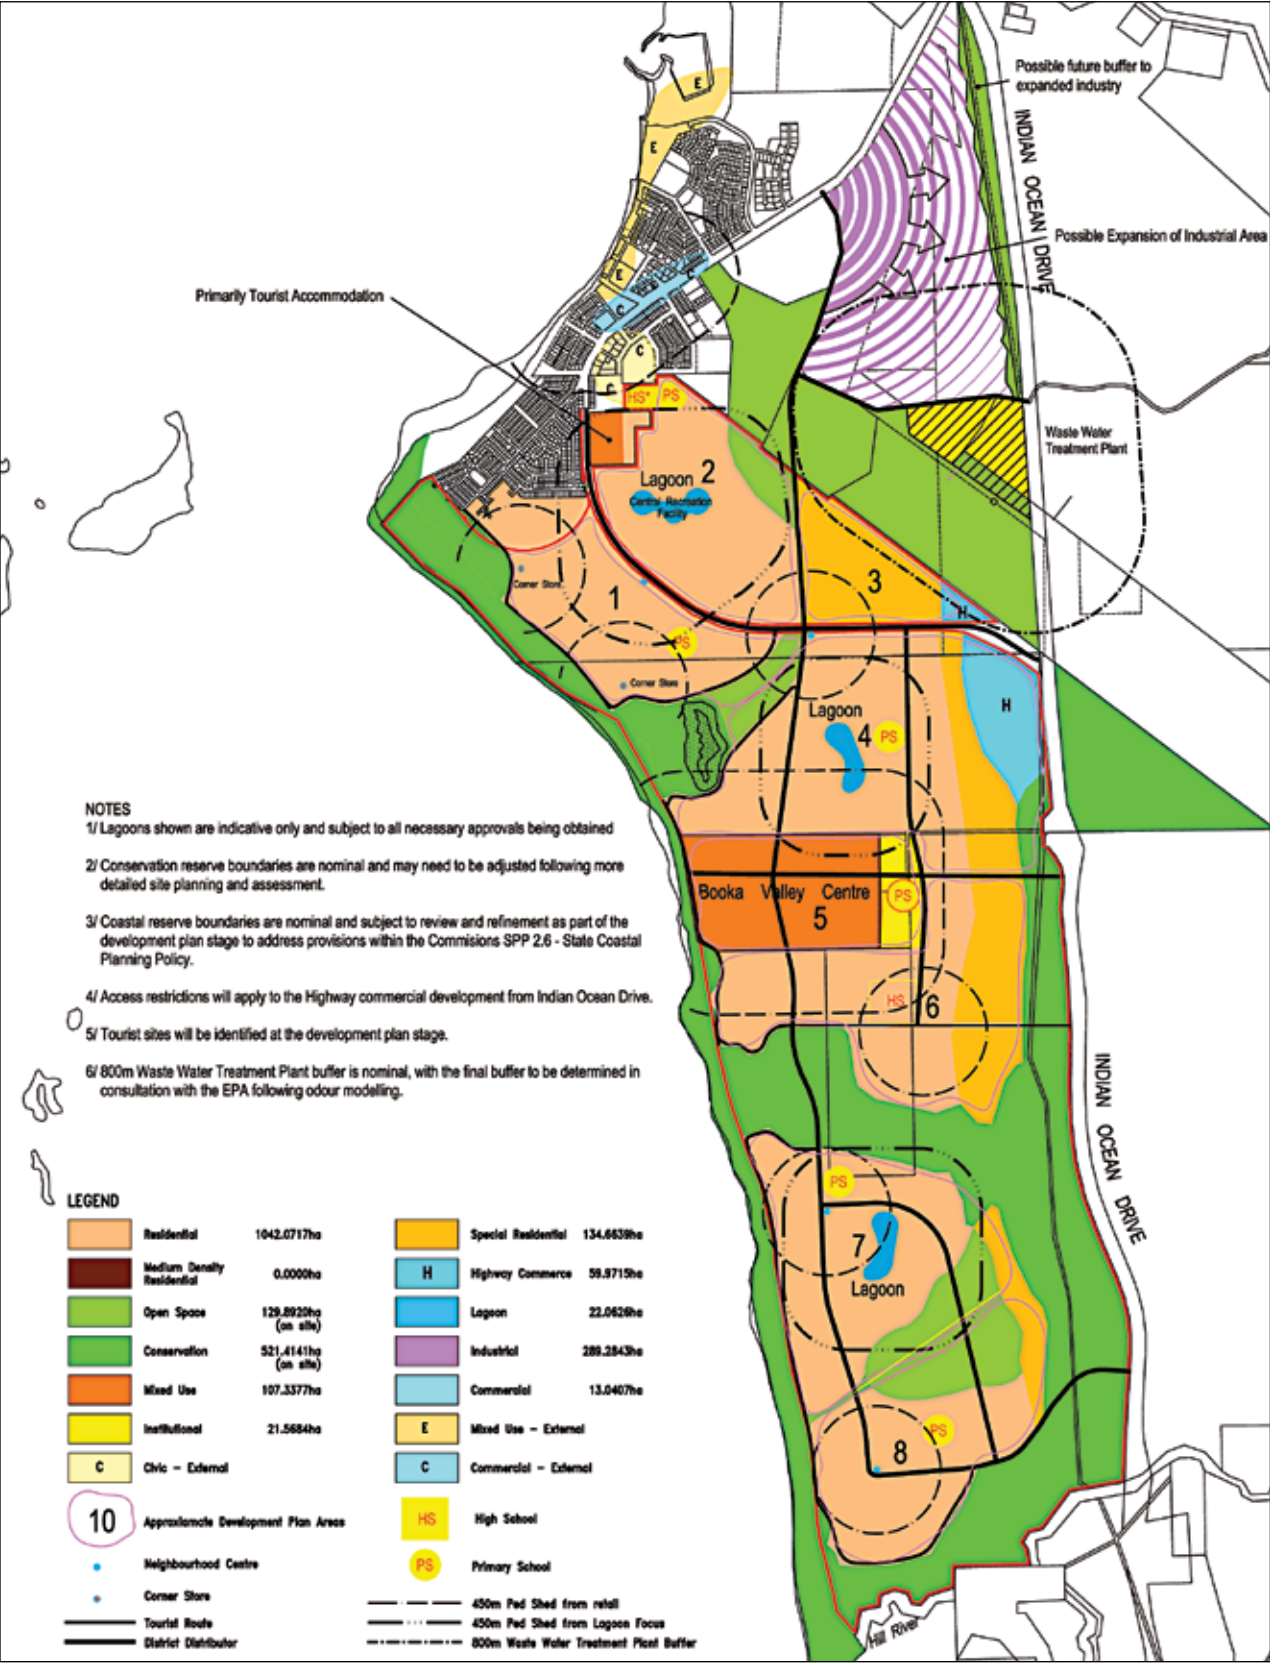 Possible future buffer to
expanded industry
INDIAN OCEAN DRIVE
Possible Expansion of Industrial Area
E
E
E
C
C
C
C
Primarily Tourist Accommodation
HS*
PS
Waste Water
Treatment Plant
Lagoon 2
Central Recreation
Facility
3
H
Corner Store
1
PS
Corner Store
Lagoon
4
PS
H
Booka Valley Centre
5
PS
HS
6
INDIAN OCEAN DRIVE
PS
7
Lagoon
PS
8
Hill River
NOTES
1/ Lagoons shown are indicative only and subject to all necessary approvals being obtained
2/ Conservation reserve boundaries are nominal and may need to be adjusted following more
detailed site planning and assessment.
3/ Coastal reserve boundaries are nominal and subject to review and refinement as part of the
development plan stage to address provisions within the Commisions SPP 2.6 - State Coastal
Planning Policy.
4/ Access restrictions will apply to the Highway commercial development from Indian Ocean Drive.
5/ Tourist sites will be identified at the development plan stage.
6/ 800m Waste Water Treatment Plant buffer is nominal, with the final buffer to be determined in
consultation with the EPA following odour modelling.
LEGEND
Residential 1042.0717ha
Medium Density
Residential 0.0000ha
Open Space 129.8920ha
(on site)
Conservation 521.4141ha
(on site)
Mixed Use 107.3377ha
Institutional 21.5684ha
C Civic - External
10 Approxiamate Development Plan Areas
Neighbourhood Centre
Corner Store
Tourist Route
District Distributor
Special Residential 134.6639ha
H Highway Commerce 59.9715ha
Lagoon 22.0626ha
Industrial 289.2843ha
Commercial 13.0407ha
E Mixed Use - External
C Commercial - External
HS High School
PS Primary School
450m Ped Shed from retail
450m Ped Shed from Lagoon Focus
800m Waste Water Treatment Plant Buffer